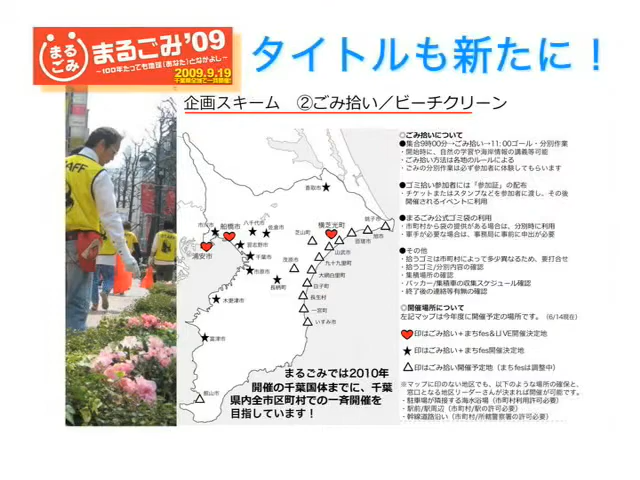 まるごみ
まるごみ'09
～100年たっても地球(あなた)となかよし～
2009.9.19
千葉県全域で一斉開催!
タイトルも新たに！
企画スキーム　②ごみ拾い／ビーチクリーン
STAFF
香取市
銚子市
旭市
匝瑳市
横芝光町
芝山町
山武市
九十九里町
大網白里町
白子町
長生村
一宮町
いすみ市
茂原市
長柄町
市川市
船橋市
八千代市
佐倉市
習志野市
浦安市
千葉市
市原市
木更津市
富津市
館山市
まるごみでは2010年
開催の千葉国体までに、千葉
県内全市区町村での一斉開催を
目指しています！
◎ごみ拾いについて
●集合9時00分→ごみ拾い→11:00ゴール・分別作業
・開始時に、自然の学習や海岸情報の講義等可能
・ごみ拾い方法は各地のルールによる
・ごみの分別作業は必ず参加者に体験してもらいます
●ゴミ拾い参加者には「参加証」の配布
・チケットまたはスタンプなどを参加者に渡し、その後
開催されるイベントに利用
●まるごみ公式ゴミ袋の利用
・市町村から袋の提供がある場合は、分別時に利用
・軍手が必要な場合は、事務局に事前に申出が必要
●その他
・拾うゴミは市町村によって多少異なるため、要打合せ
・拾うゴミ/分別内容の確認
・集積場所の確認
・パッカー/集積車の収集スケジュール確認
・終了後の連絡等有無の確認
◎開催場所について
左記マップは今年度に開催予定の場所です。（6/14現在）
印はごみ拾い＋まちfes＆LIVE開催決定地
★印はごみ拾い＋まちfes開催決定地
△印はごみ拾い開催予定地（まちfesは調整中）
※マップに印のない地区でも、以下のような場所の確保と、
窓口となる地区リーダーさんが決まれば開催が可能です。
・駐車場が隣接する海水浴場（市町村利用許可必要）
・駅前/駅周辺（市町村/駅の許可必要）
・幹線道路沿い（市町村/所轄警察署の許可必要）